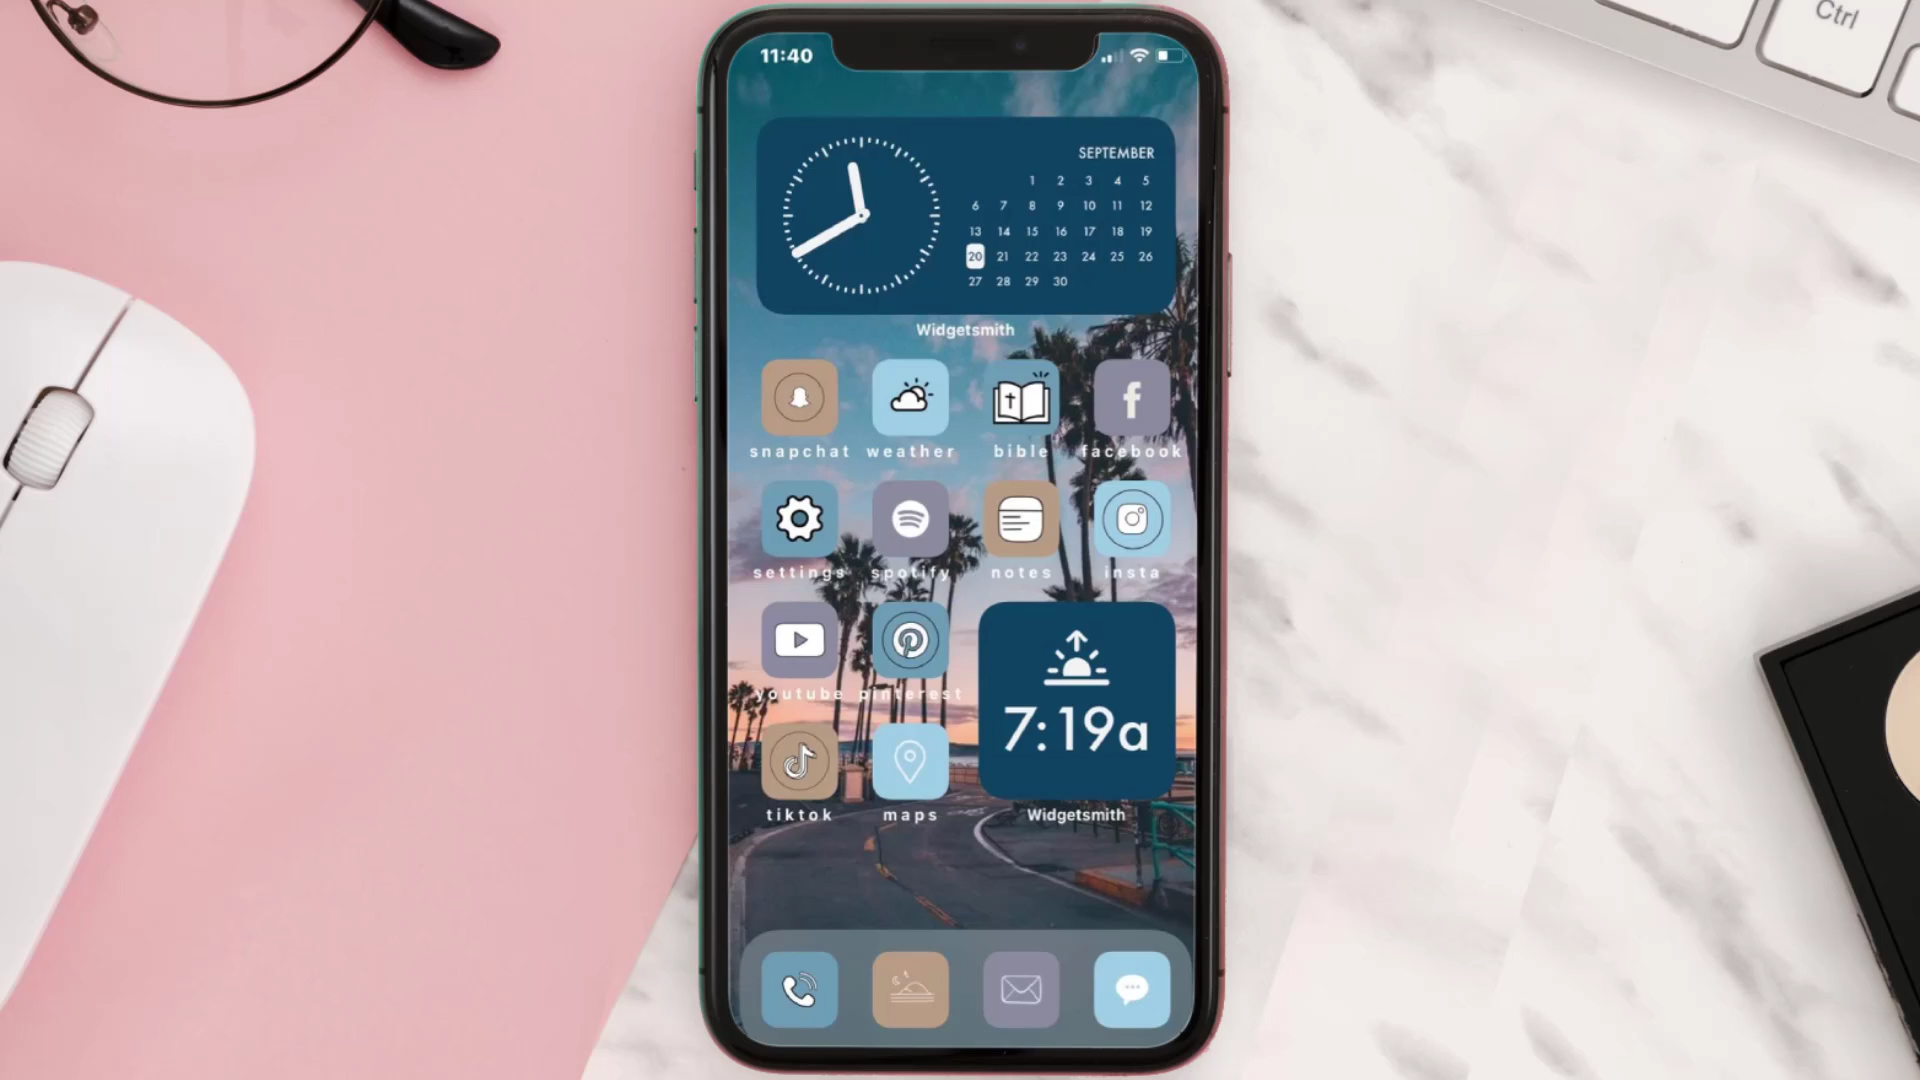 Ctrl
11:40
SEPTEMBER
1 2 3 4 5
6 7 8 9 10 11 12
13 14 15 16 17 18 19
20 21 22 23 24 25 26
27 28 29 30
Widgetsmith
snapchat weather bible facebook
settings spotify notes insta
youtube pinterest
7:19a
tiktok maps Widgetsmith